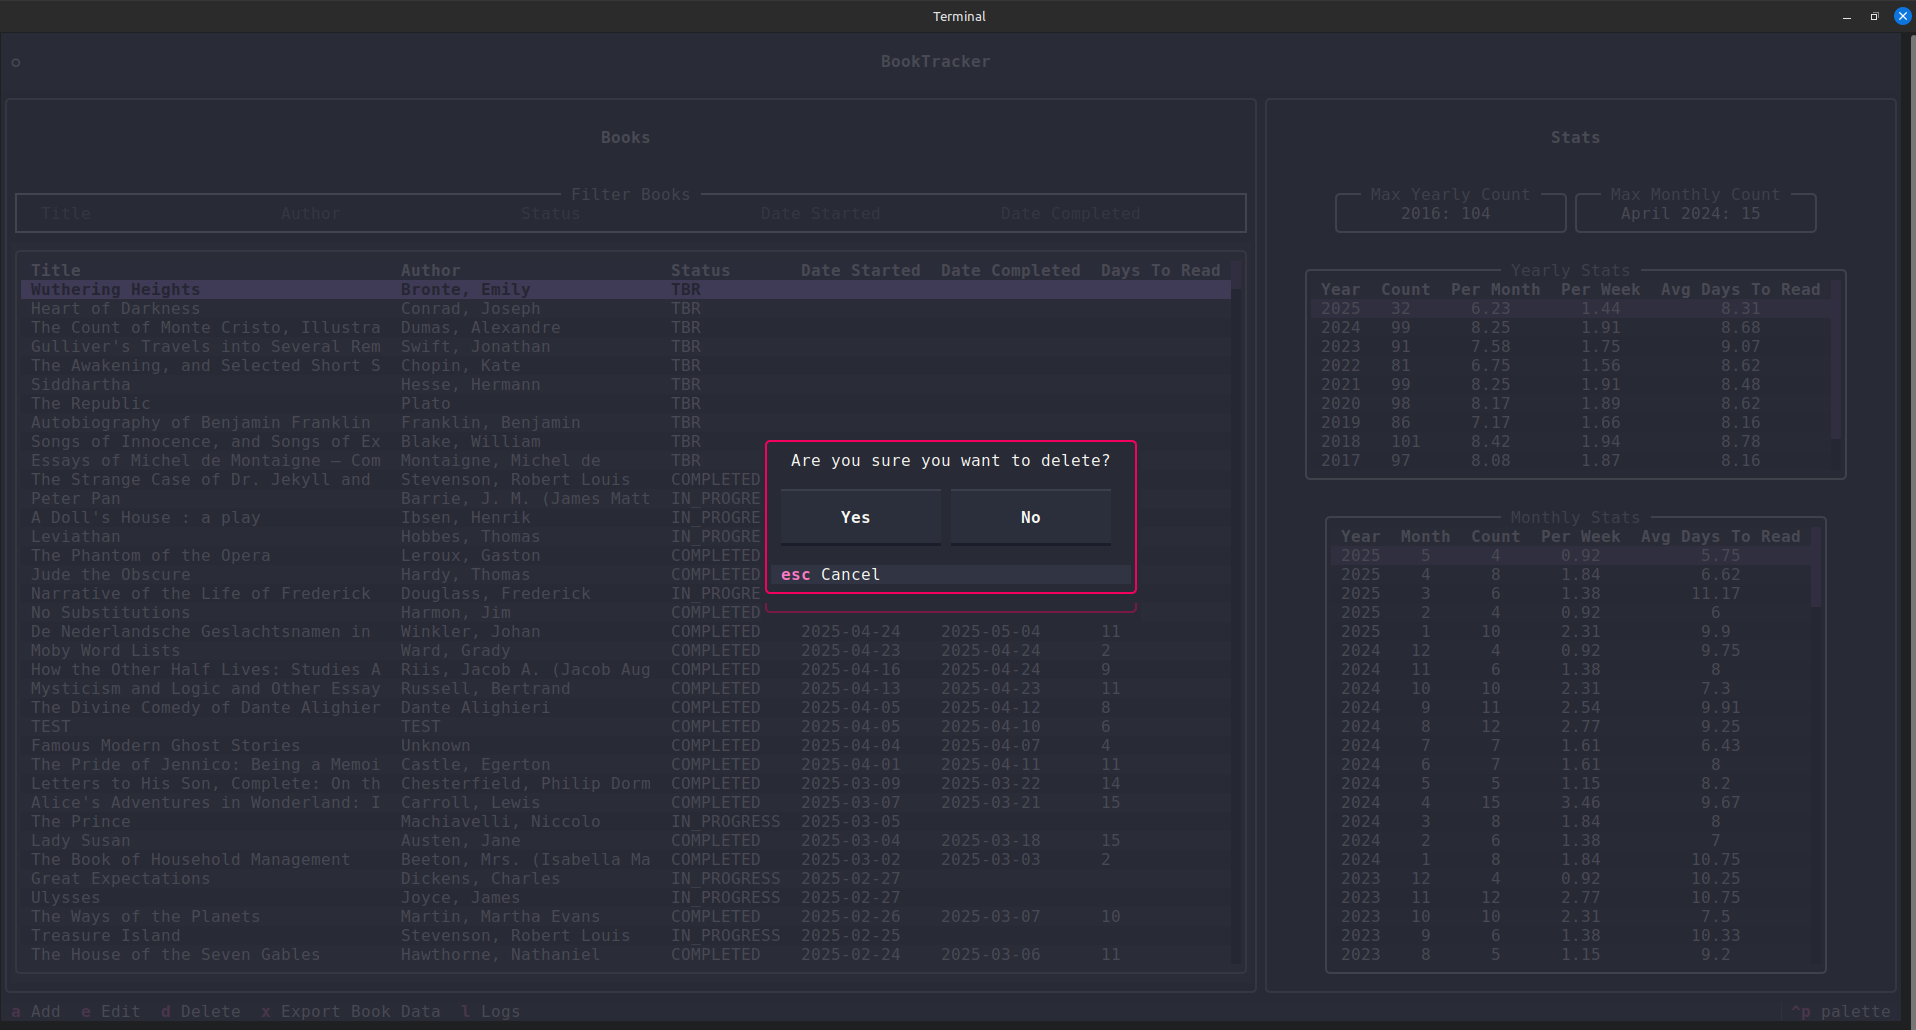 Terminal
BookTracker
Books
Filter Books
Title Author Status Date Started Date Completed
Title Author Status Date Started Date Completed Days To Read
Wuthering Heights Bronte, Emily TBR
Heart of Darkness Conrad, Joseph TBR
The Count of Monte Cristo, Illustra Dumas, Alexandre TBR
Gulliver's Travels into Several Rem Swift, Jonathan TBR
The Awakening, and Selected Short S Chopin, Kate TBR
Siddhartha Hesse, Hermann TBR
The Republic Plato TBR
Autobiography of Benjamin Franklin Franklin, Benjamin TBR
Songs of Innocence, and Songs of Ex Blake, William TBR
Essays of Michel de Montaigne — Com Montaigne, Michel de TBR
The Strange Case of Dr. Jekyll and Stevenson, Robert Louis COMPLETED
Peter Pan Barrie, J. M. (James Matt IN_PROGRE
A Doll's House : a play Ibsen, Henrik IN_PROGRE
Leviathan Hobbes, Thomas IN_PROGRE
The Phantom of the Opera Leroux, Gaston COMPLETED
Jude the Obscure Hardy, Thomas COMPLETED
Narrative of the Life of Frederick Douglass, Frederick IN_PROGRE
No Substitutions Harmon, Jim COMPLETED
De Nederlandsche Geslachtsnamen in Winkler, Johan COMPLETED 2025-04-24 2025-05-04 11
Moby Word Lists Ward, Grady COMPLETED 2025-04-23 2025-04-24 2
How the Other Half Lives: Studies A Riis, Jacob A. (Jacob Aug COMPLETED 2025-04-16 2025-04-24 9
Mysticism and Logic and Other Essay Russell, Bertrand COMPLETED 2025-04-13 2025-04-23 11
The Divine Comedy of Dante Alighier Dante Alighieri COMPLETED 2025-04-05 2025-04-12 8
TEST TEST COMPLETED 2025-04-05 2025-04-10 6
Famous Modern Ghost Stories Unknown COMPLETED 2025-04-04 2025-04-07 4
The Pride of Jennico: Being a Memoi Castle, Egerton COMPLETED 2025-04-01 2025-04-11 11
Letters to His Son, Complete: On th Chesterfield, Philip Dorm COMPLETED 2025-03-09 2025-03-22 14
Alice's Adventures in Wonderland: I Carroll, Lewis COMPLETED 2025-03-07 2025-03-21 15
The Prince Machiavelli, Niccolo IN_PROGRESS 2025-03-05
Lady Susan Austen, Jane COMPLETED 2025-03-04 2025-03-18 15
The Book of Household Management Beeton, Mrs. (Isabella Ma COMPLETED 2025-03-02 2025-03-03 2
Great Expectations Dickens, Charles IN_PROGRESS 2025-02-27
Ulysses Joyce, James IN_PROGRESS 2025-02-27
The Ways of the Planets Martin, Martha Evans COMPLETED 2025-02-26 2025-03-07 10
Treasure Island Stevenson, Robert Louis IN_PROGRESS 2025-02-25
The House of the Seven Gables Hawthorne, Nathaniel COMPLETED 2025-02-24 2025-03-06 11
Are you sure you want to delete?
Yes No
esc Cancel
Stats
Max Yearly Count
2016: 104
Max Monthly Count
April 2024: 15
Yearly Stats
Year Count Per Month Per Week Avg Days To Read
2025 32 6.23 1.44 8.31
2024 99 8.25 1.91 8.68
2023 91 7.58 1.75 9.07
2022 81 6.75 1.56 8.62
2021 99 8.25 1.91 8.48
2020 98 8.17 1.89 8.62
2019 86 7.17 1.66 8.16
2018 101 8.42 1.94 8.78
2017 97 8.08 1.87 8.16
Monthly Stats
Year Month Count Per Week Avg Days To Read
2025 5 4 0.92 5.75
2025 4 8 1.84 6.62
2025 3 6 1.38 11.17
2025 2 4 0.92 6
2025 1 10 2.31 9.9
2024 12 4 0.92 9.75
2024 11 6 1.38 8
2024 10 10 2.31 7.3
2024 9 11 2.54 9.91
2024 8 12 2.77 9.25
2024 7 7 1.61 6.43
2024 6 7 1.61 8
2024 5 5 1.15 8.2
2024 4 15 3.46 9.67
2024 3 8 1.84 8
2024 2 6 1.38 7
2024 1 8 1.84 10.75
2023 12 4 0.92 10.25
2023 11 12 2.77 10.75
2023 10 10 2.31 7.5
2023 9 6 1.38 10.33
2023 8 5 1.15 9.2
a Add e Edit d Delete x Export Book Data l Logs ^p palette